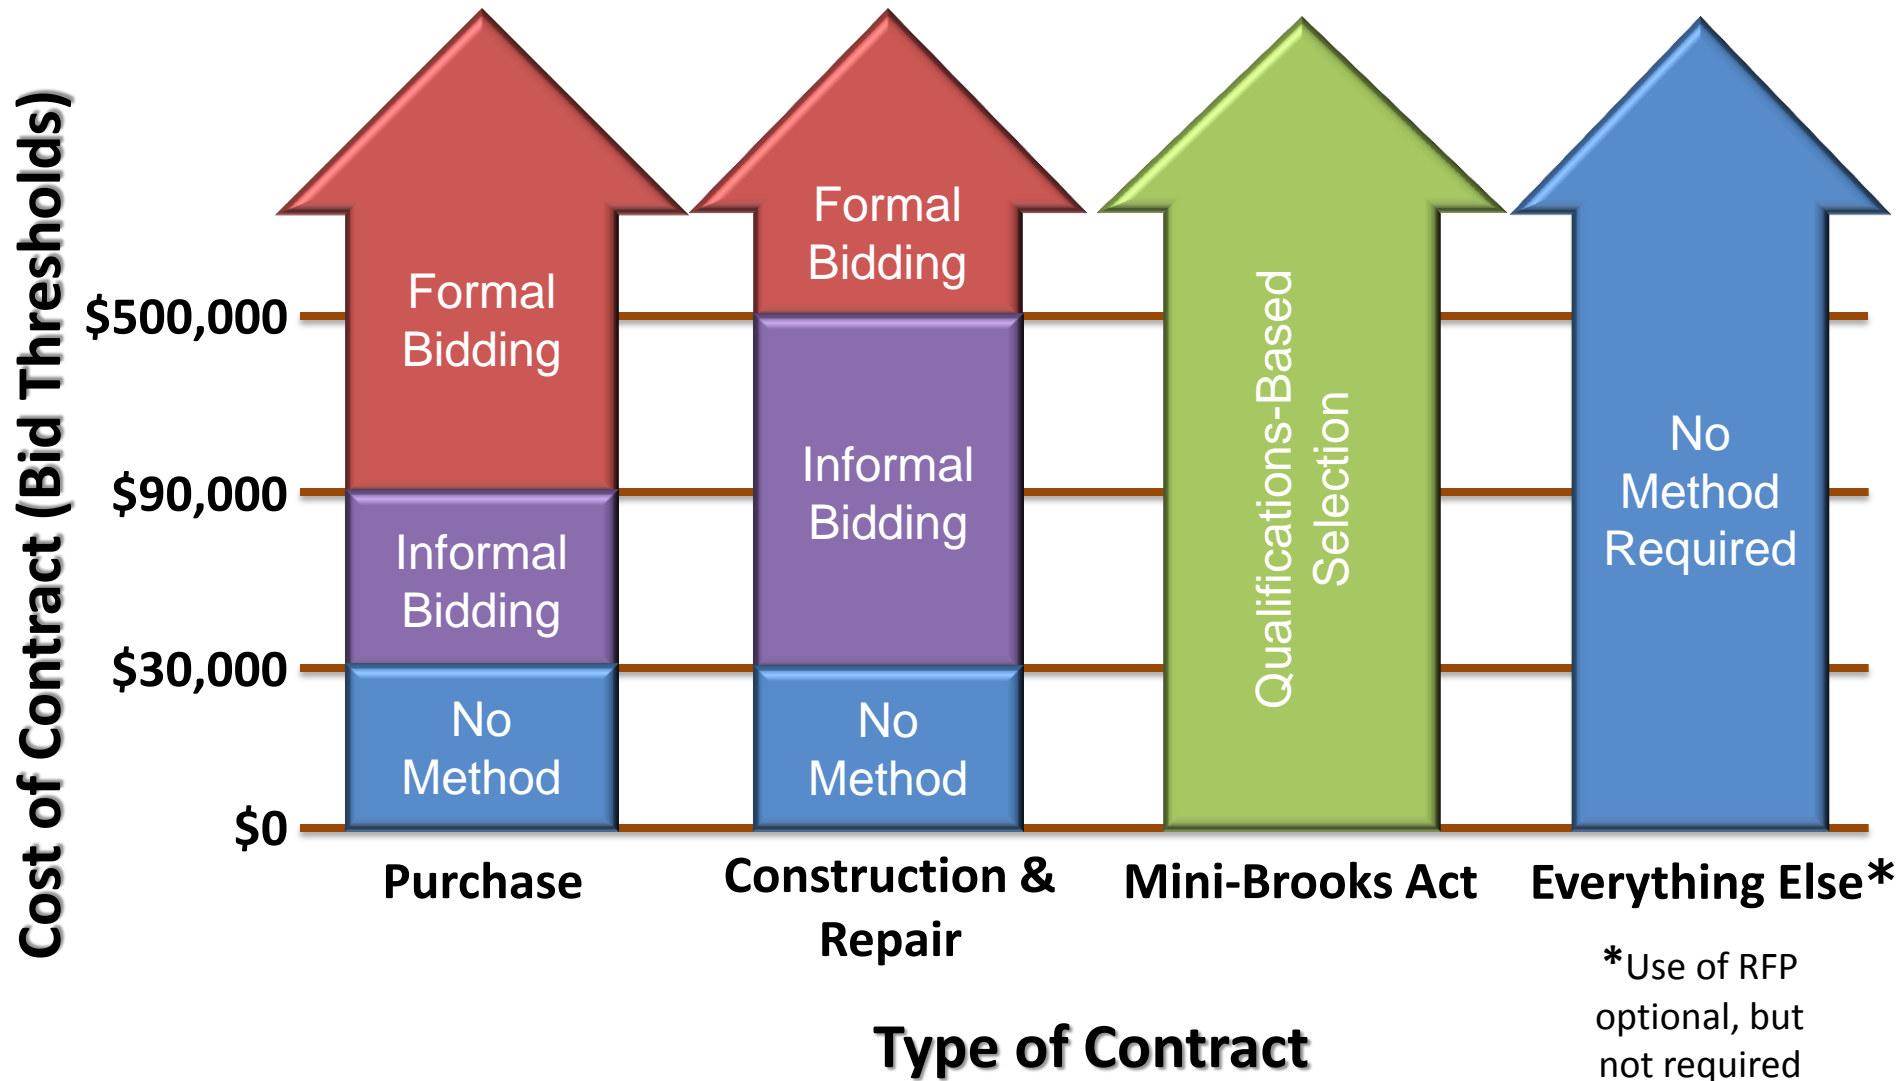 Cost of Contract (Bid Thresholds)
$500,000
$90,000
$30,000
$0
Formal
Bidding
Informal
Bidding
No
Method
Formal
Bidding
Informal
Bidding
No
Method
Qualifications-Based
Selection
No
Method
Required
Purchase
Construction &
Repair
Mini-Brooks Act
Everything Else*
*Use of RFP
optional, but
not required
Type of Contract